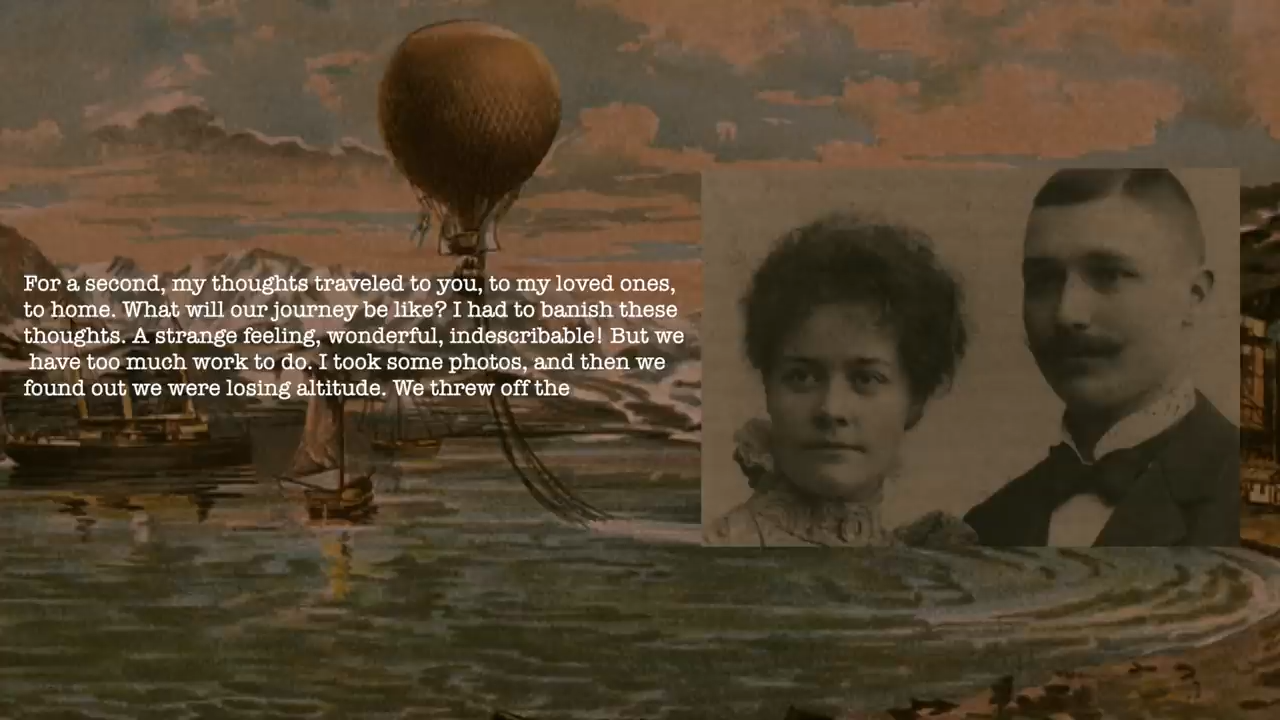 For a second, my thoughts traveled to you, to my loved ones,
to home. What will our journey be like? I had to banish these
thoughts. A strange feeling, wonderful, indescribable! But we
have too much work to do. I took some photos, and then we
found out we were losing altitude. We threw off the